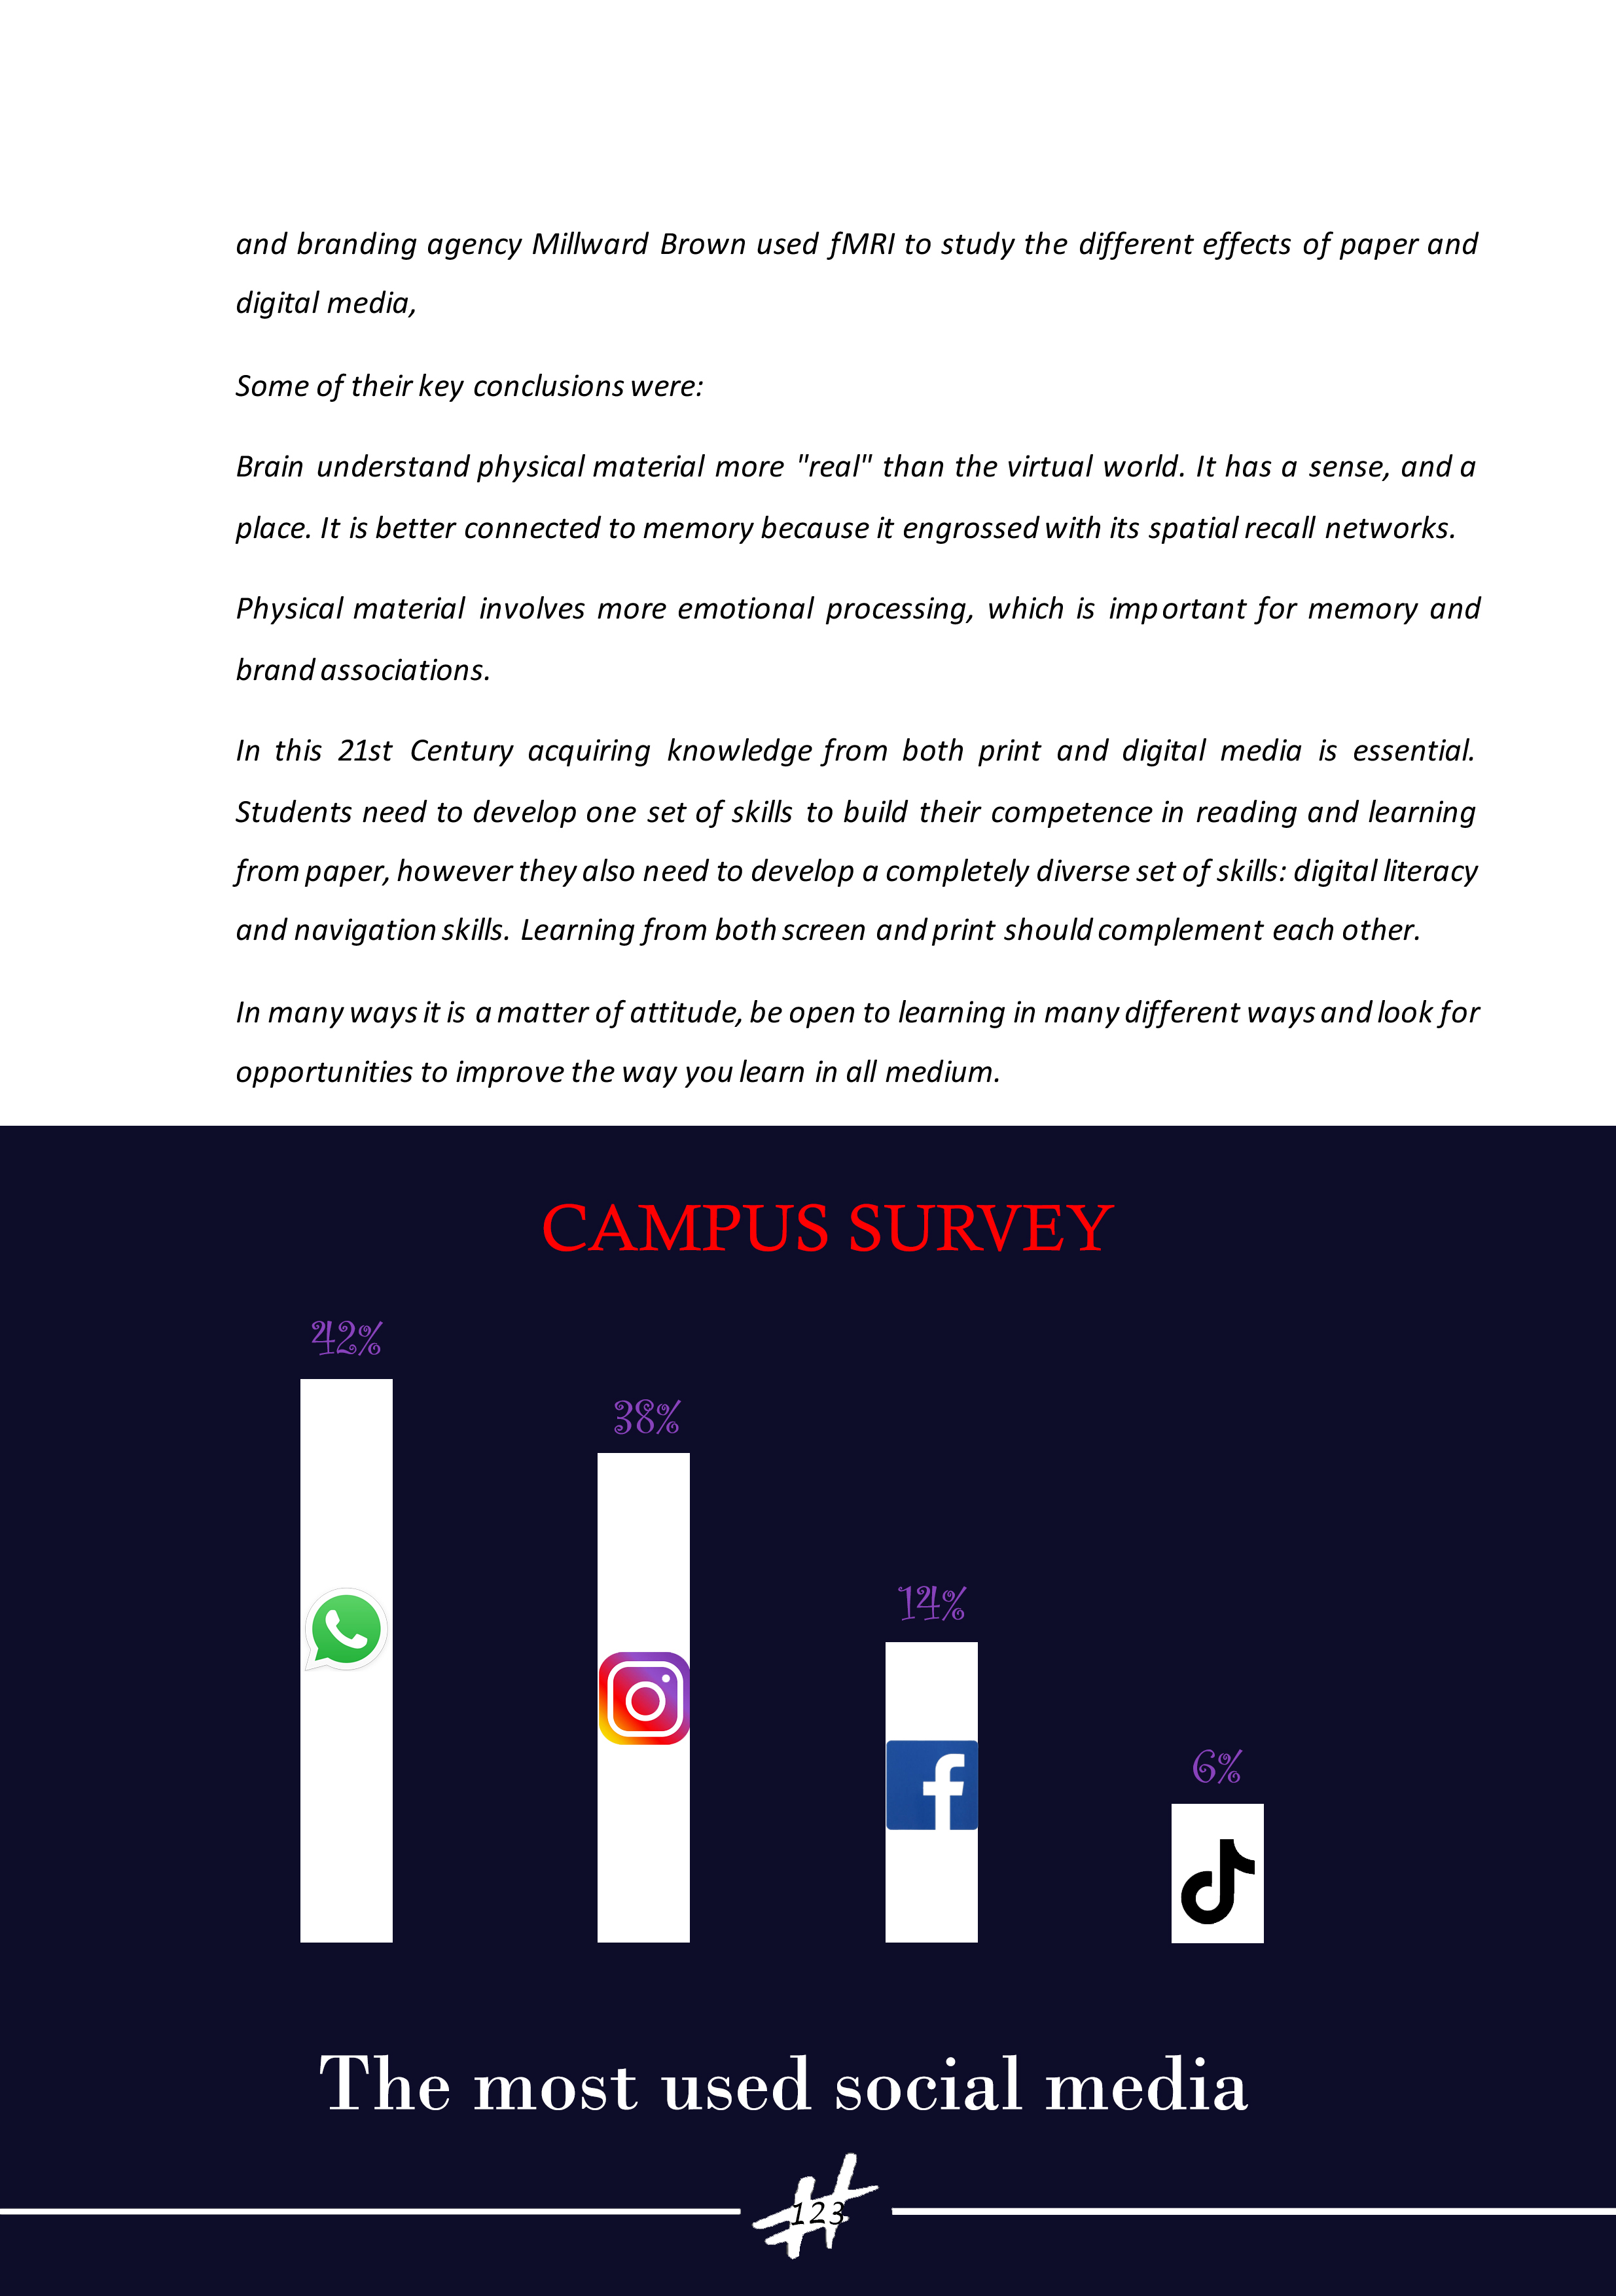 and branding agency Millward Brown used fMRI to study the different effects of paper and
digital media,
Some of their key conclusions were:
Brain understand physical material more "real" than the virtual world. It has a sense, and a
place. It is better connected to memory because it engrossed with its spatial recall networks.
Physical material involves more emotional processing, which is important for memory and
brand associations.
In this 21st Century acquiring knowledge from both print and digital media is essential.
Students need to develop one set of skills to build their competence in reading and learning
from paper, however they also need to develop a completely diverse set of skills: digital literacy
and navigation skills. Learning from both screen and print should complement each other.
In many ways it is a matter of attitude, be open to learning in many different ways and look for
opportunities to improve the way you learn in all medium.
CAMPUS SURVEY
42%
38%
14%
6%
The most used social media
123